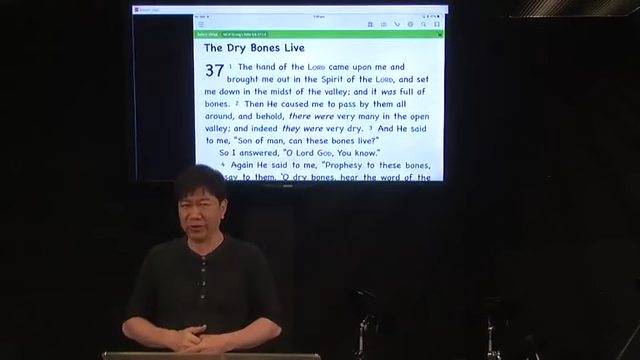 The Dry Bones Live
37 1 The hand of the LORD came upon me and
brought me out in the Spirit of the LORD, and set
me down in the midst of the valley; and it was full of
bones. 2 Then He caused me to pass by them all
around, and behold, there were very many in the open
valley; and indeed they were very dry. 3 And He said
to me, "Son of man, can these bones live?"
So I answered, "O Lord GOD, You know."
4 Again He said to me, "Prophesy to these bones,
say to them, 'O dry bones, hear the word of the